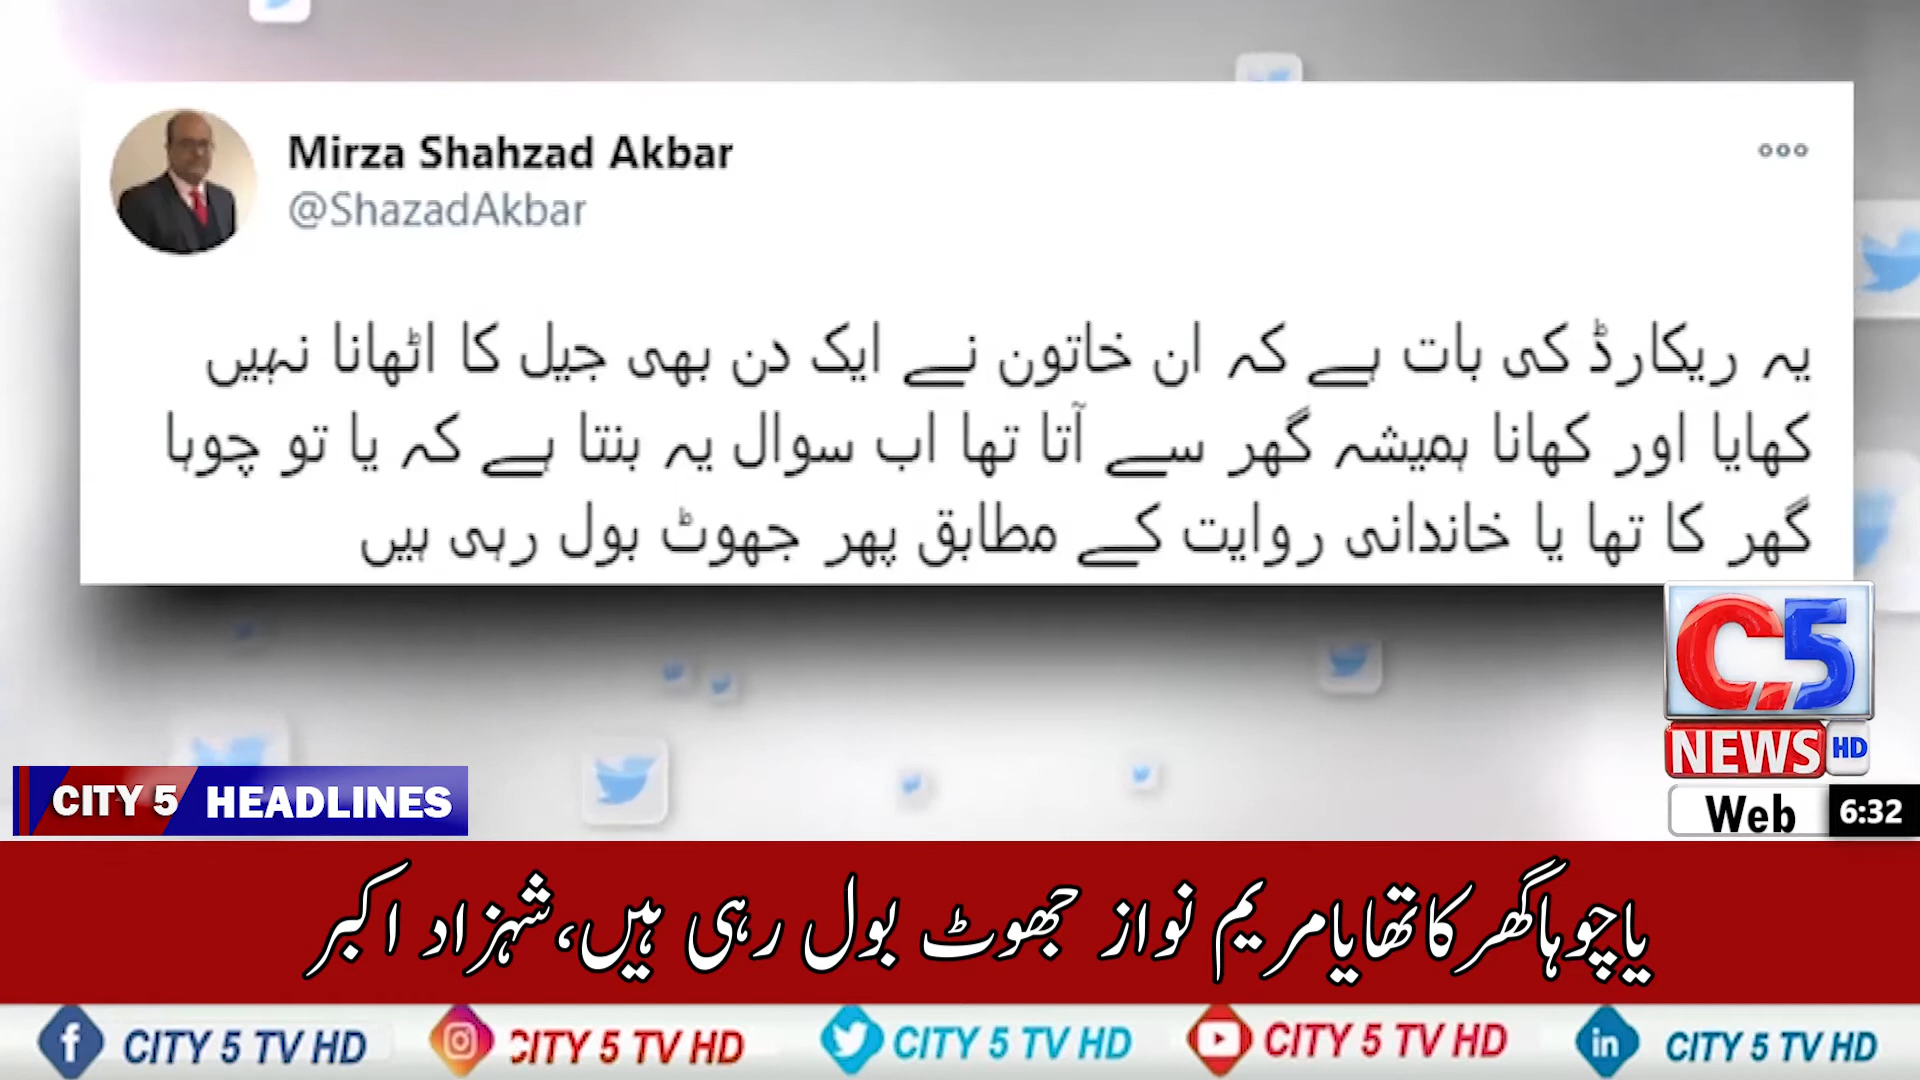 Mirza Shahzad Akbar
@ShazadAkbar
یہ ریکارڈ کی بات ہے کہ ان خاتون نے ایک دن بھی جیل کا اٹھانا نہیں
کھایا اور کھانا ہمیشہ گھر سے آتا تھا اب سوال یہ بنتا ہے کہ یا تو چوہا
گھر کا تھا یا خاندانی روایت کے مطابق پھر جھوٹ بول رہی ہیں
C5
NEWS HD
Web 6:32
CITY 5 HEADLINES
یا چوہا گھر کا تھا یا مریم نواز جھوٹ بول رہی ہیں، شہزاد اکبر
CITY 5 TV HD CITY 5 TV HD CITY 5 TV HD CITY 5 TV HD CITY 5 TV HD